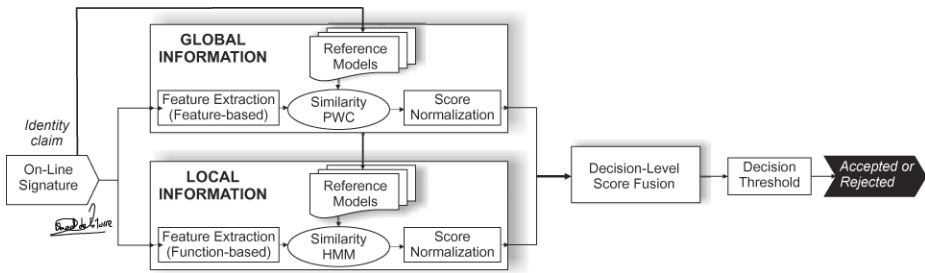 GLOBAL
INFORMATION
Reference
Models
Feature Extraction
(Feature-based)
Similarity
PWC
Score
Normalization
Identity
claim
On-Line
Signature
LOCAL
INFORMATION
Reference
Models
Feature Extraction
(Function-based)
Similarity
HMM
Score
Normalization
Decision-Level
Score Fusion
Decision
Threshold
Accepted or
Rejected